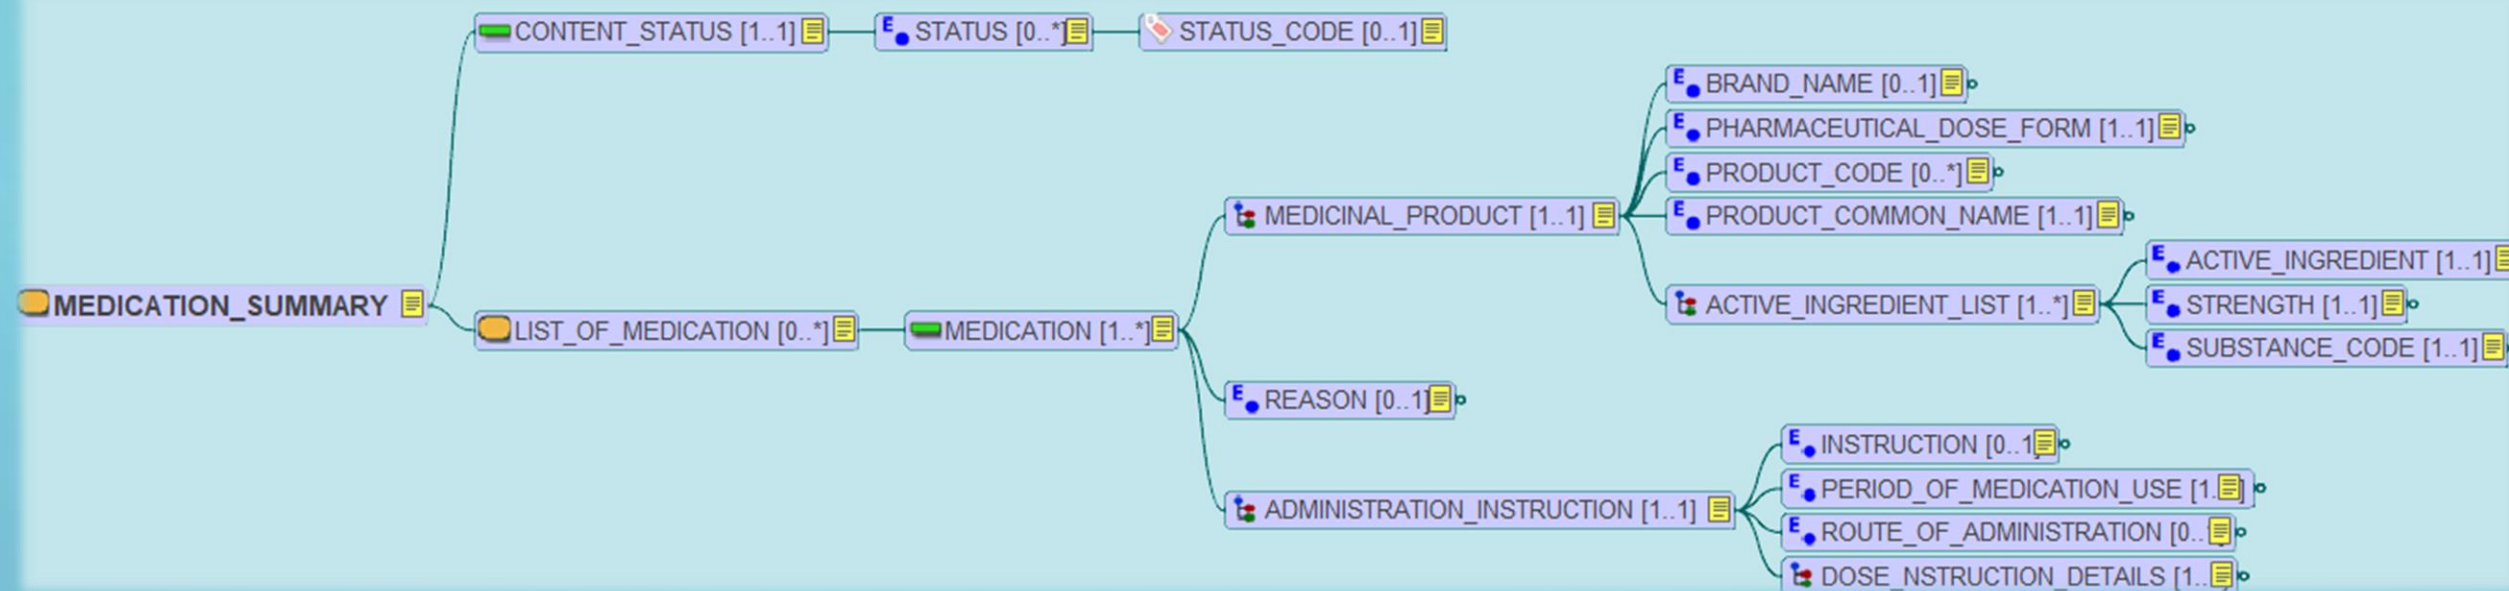 CONTENT_STATUS [1..1]
STATUS [0..*]
STATUS_CODE [0..1]
BRAND_NAME [0..1]
PHARMACEUTICAL_DOSE_FORM [1..1]
PRODUCT_CODE [0..*]
MEDICINAL_PRODUCT [1..1]
PRODUCT_COMMON_NAME [1..1]
ACTIVE_INGREDIENT [1..1]
MEDICATION_SUMMARY
ACTIVE_INGREDIENT_LIST [1..*]
STRENGTH [1..1]
LIST_OF_MEDICATION [0..*]
MEDICATION [1..*]
SUBSTANCE_CODE [1..1]
REASON [0..1]
INSTRUCTION [0..1]
PERIOD_OF_MEDICATION_USE [1.
ADMINISTRATION_INSTRUCTION [1..1]
ROUTE_OF_ADMINISTRATION [0..
DOSE_NSTRUCTION_DETAILS [1..